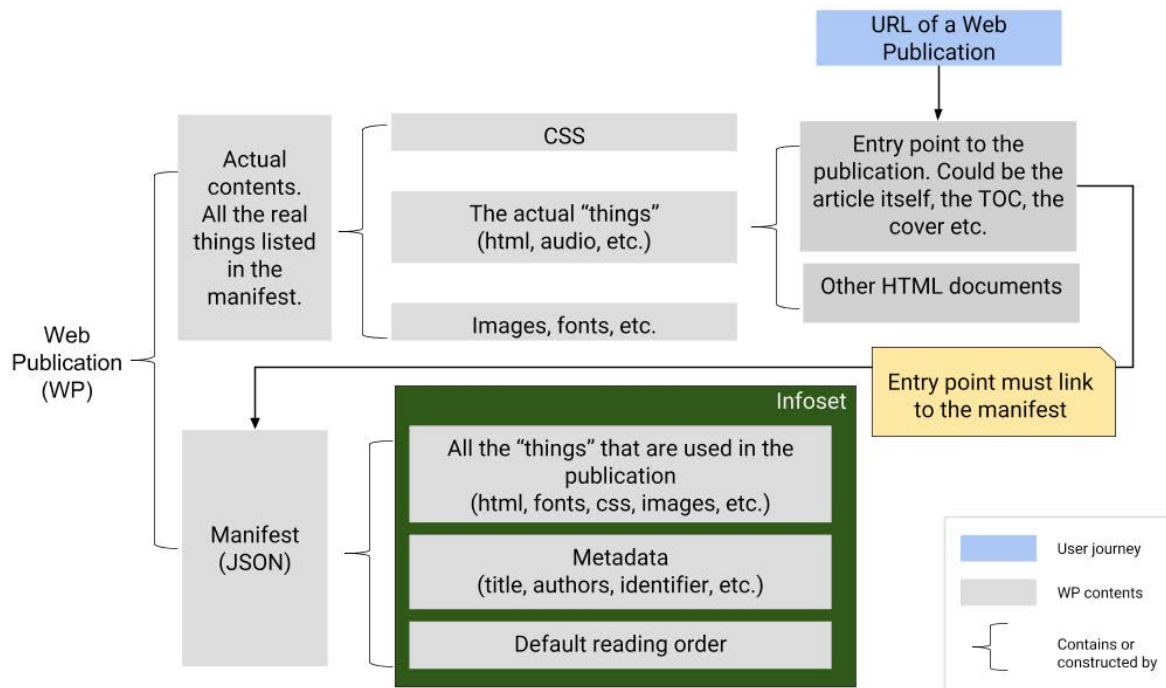 URL of a Web
Publication
Actual
contents.
All the real
things listed
in the
manifest.
CSS
The actual “things”
(html, audio, etc.)
Images, fonts, etc.
Entry point to the
publication. Could be the
article itself, the TOC, the
cover etc.
Other HTML documents
Web
Publication
(WP)
Entry point must link
to the manifest
Manifest
(JSON)
Infoset
All the “things” that are used in the
publication
(html, fonts, css, images, etc.)
Metadata
(title, authors, identifier, etc.)
Default reading order
User journey
WP contents
Contains or
constructed by